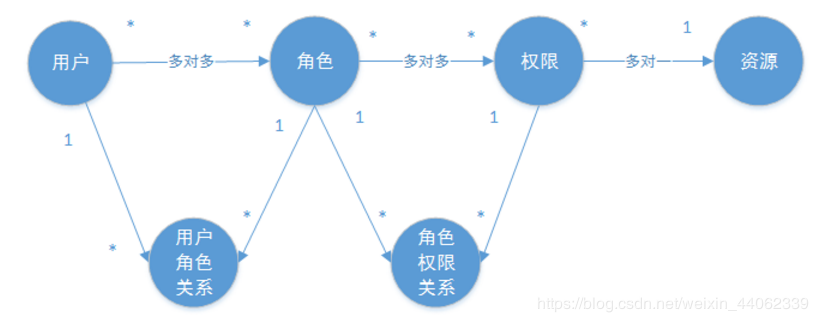 * * * * * 1
用户 多对多 角色 多对多 权限 多对一 资源
1 1 1 1
* * * *
用户
角色
关系
角色
权限
关系
https://blog.csdn.net/weixin_44062339